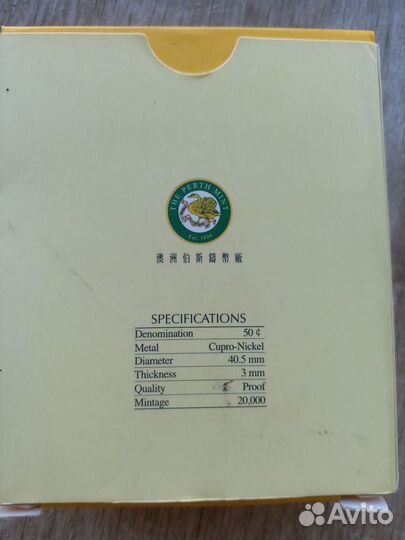 THE PERTH MINT
Est. 1899
澳洲伯斯鑄幣廠
SPECIFICATIONS
Denomination 50 ¢
Metal Cupro-Nickel
Diameter 40.5 mm
Thickness 3 mm
Quality Proof
Mintage 20,000
Avito